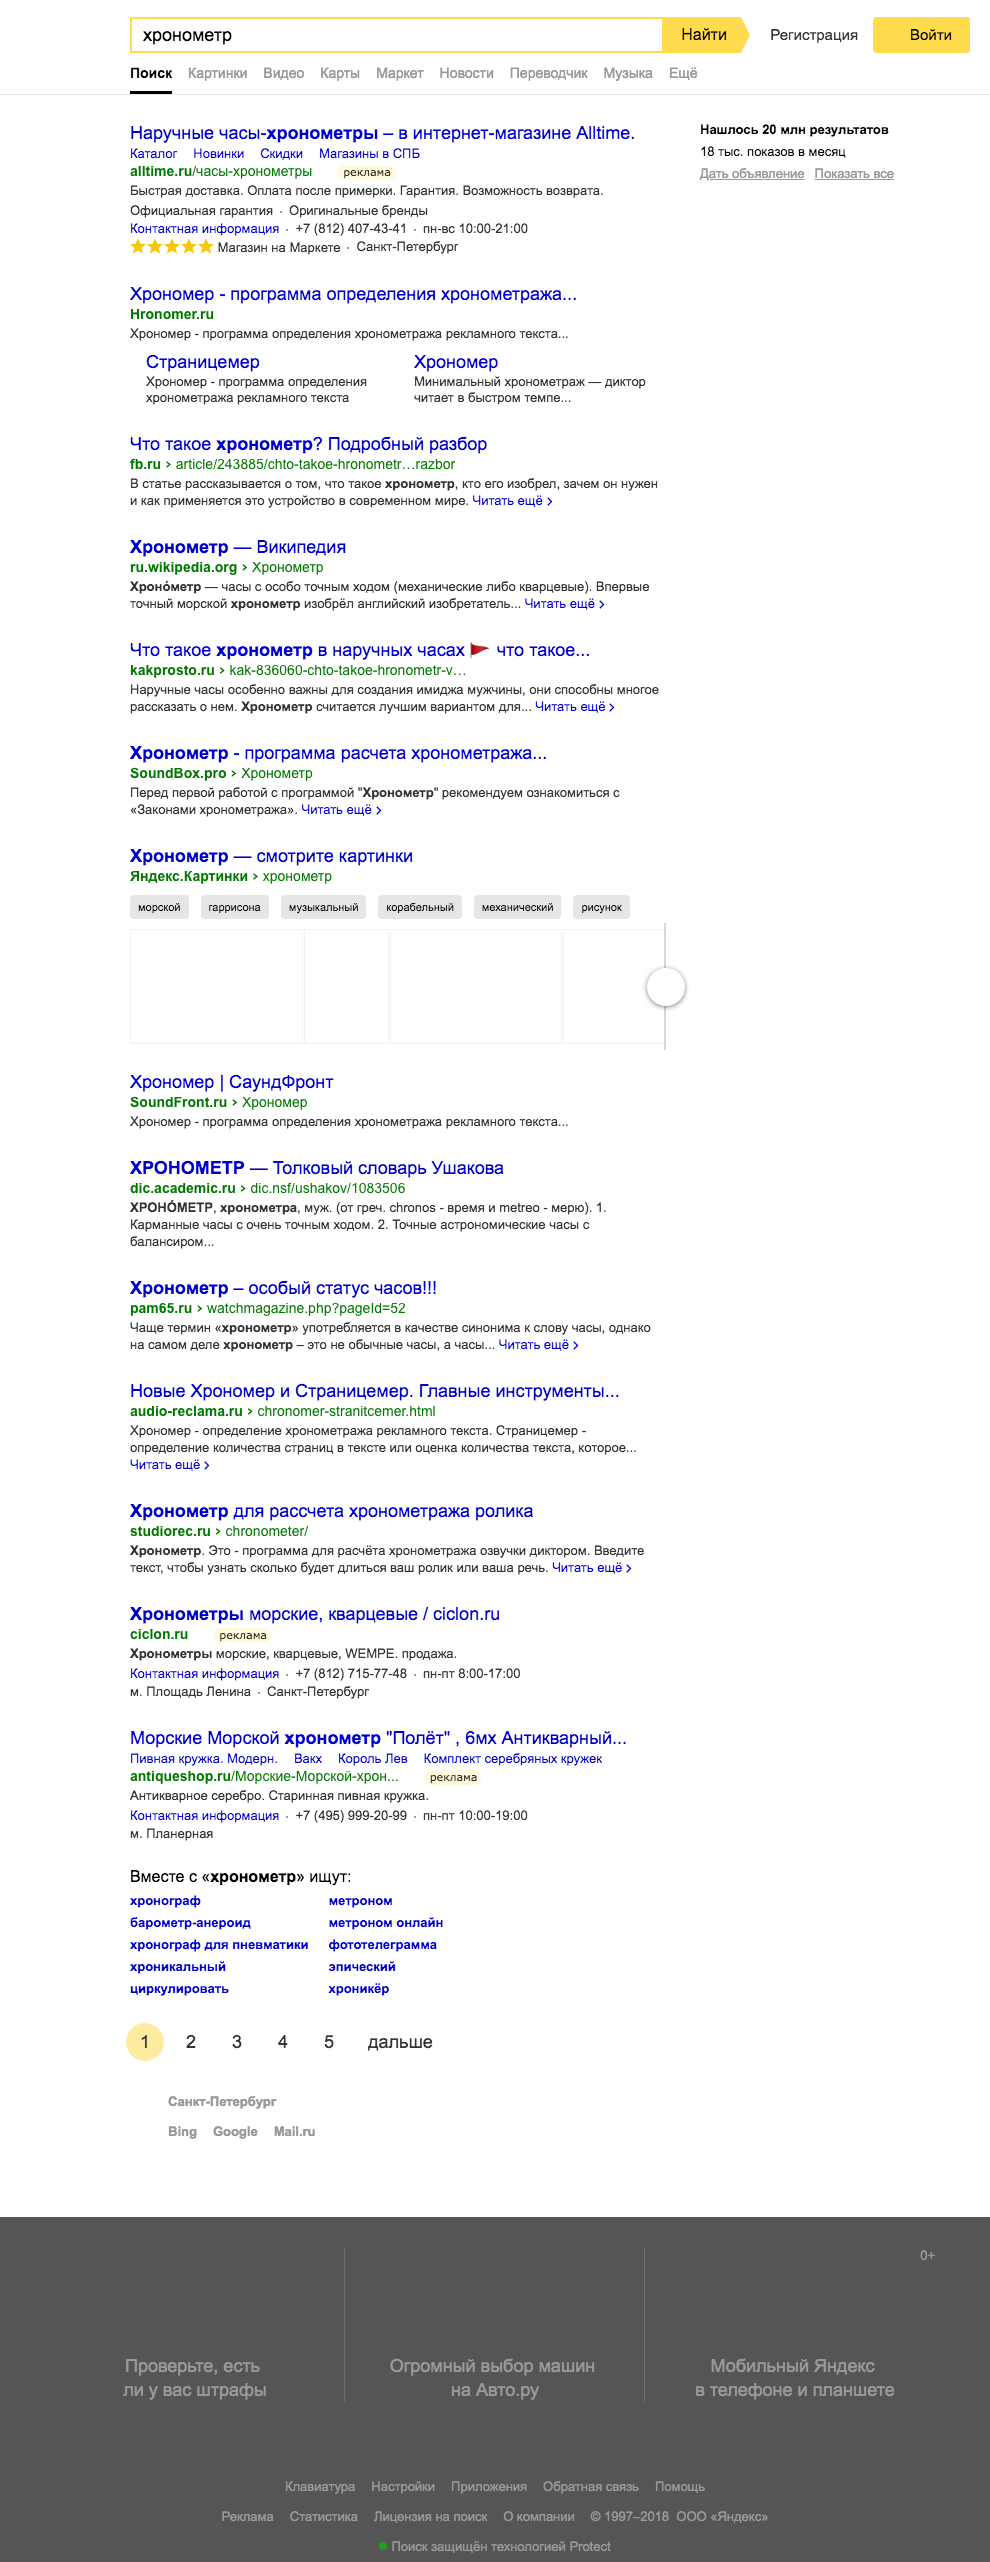 хронометр
Найти
Регистрация
Войти
Поиск Картинки Видео Карты Маркет Новости Переводчик Музыка Ещё
Наручные часы-хронометры – в интернет-магазине Alltime.
Каталог Новинки Скидки Магазины в СПБ
alltime.ru/часы-хронометры реклама
Быстрая доставка. Оплата после примерки. Гарантия. Возможность возврата.
Официальная гарантия · Оригинальные бренды
Контактная информация · +7 (812) 407-43-41 · пн-вс 10:00-21:00
Магазин на Маркете · Санкт-Петербург
Нашлось 20 млн результатов
18 тыс. показов в месяц
Дать объявление Показать все
Хрономер - программа определения хронометража...
Hronomer.ru
Хрономер - программа определения хронометража рекламного текста...
Страницемер
Хрономер - программа определения
хронометража рекламного текста
Хрономер
Минимальный хронометраж — диктор
читает в быстром темпе...
Что такое хронометр? Подробный разбор
fb.ru › article/243885/chto-takoe-hronometr…razbor
В статье рассказывается о том, что такое хронометр, кто его изобрел, зачем он нужен
и как применяется это устройство в современном мире. Читать ещё ›
Хронометр — Википедия
ru.wikipedia.org › Хронометр
Хроно́метр — часы с особо точным ходом (механические либо кварцевые). Впервые
точный морской хронометр изобрёл английский изобретатель... Читать ещё ›
Что такое хронометр в наручных часах что такое...
kakprosto.ru › kak-836060-chto-takoe-hronometr-v…
Наручные часы особенно важны для создания имиджа мужчины, они способны многое
рассказать о нем. Хронометр считается лучшим вариантом для... Читать ещё ›
Хронометр - программа расчета хронометража...
SoundBox.pro › Хронометр
Перед первой работой с программой "Хронометр" рекомендуем ознакомиться с
«Законами хронометража». Читать ещё ›
Хронометр — смотрите картинки
Яндекс.Картинки › хронометр
морской гаррисона музыкальный корабельный механический рисунок
Хрономер | СаундФронт
SoundFront.ru › Хрономер
Хрономер - программа определения хронометража рекламного текста...
ХРОНОМЕТР — Толковый словарь Ушакова
dic.academic.ru › dic.nsf/ushakov/1083506
ХРОНО́МЕТР, хронометра, муж. (от греч. chronos - время и metreo - мерю). 1.
Карманные часы с очень точным ходом. 2. Точные астрономические часы с
балансиром...
Хронометр – особый статус часов!!!
pam65.ru › watchmagazine.php?pageId=52
Чаще термин «хронометр» употребляется в качестве синонима к слову часы, однако
на самом деле хронометр – это не обычные часы, а часы... Читать ещё ›
Новые Хрономер и Страницемер. Главные инструменты...
audio-reclama.ru › chronomer-stranitcemer.html
Хрономер - определение хронометража рекламного текста. Страницемер -
определение количества страниц в тексте или оценка количества текста, которое...
Читать ещё ›
Хронометр для рассчета хронометража ролика
studiorec.ru › chronometer/
Хронометр. Это - программа для расчёта хронометража озвучки диктором. Введите
текст, чтобы узнать сколько будет длиться ваш ролик или ваша речь. Читать ещё ›
Хронометры морские, кварцевые / ciclon.ru
ciclon.ru реклама
Хронометры морские, кварцевые, WEMPE. продажа.
Контактная информация · +7 (812) 715-77-48 · пн-пт 8:00-17:00
м. Площадь Ленина · Санкт-Петербург
Морские Морской хронометр "Полёт" , 6мх Антикварный...
Пивная кружка. Модерн. Вакх Король Лев Комплект серебряных кружек
antiqueshop.ru/Морские-Морской-хрон... реклама
Антикварное серебро. Старинная пивная кружка.
Контактная информация · +7 (495) 999-20-99 · пн-пт 10:00-19:00
м. Планерная
Вместе с «хронометр» ищут:
хронограф метроном
барометр-анероид метроном онлайн
хронограф для пневматики фототелеграмма
хроникальный эпический
циркулировать хроникёр
1 2 3 4 5 дальше
Санкт-Петербург
Bing Google Mail.ru
0+
Проверьте, есть
ли у вас штрафы
Огромный выбор машин
на Авто.ру
Мобильный Яндекс
в телефоне и планшете
Клавиатура Настройки Приложения Обратная связь Помощь
Реклама Статистика Лицензия на поиск О компании © 1997–2018 ООО «Яндекс»
Поиск защищён технологией Protect